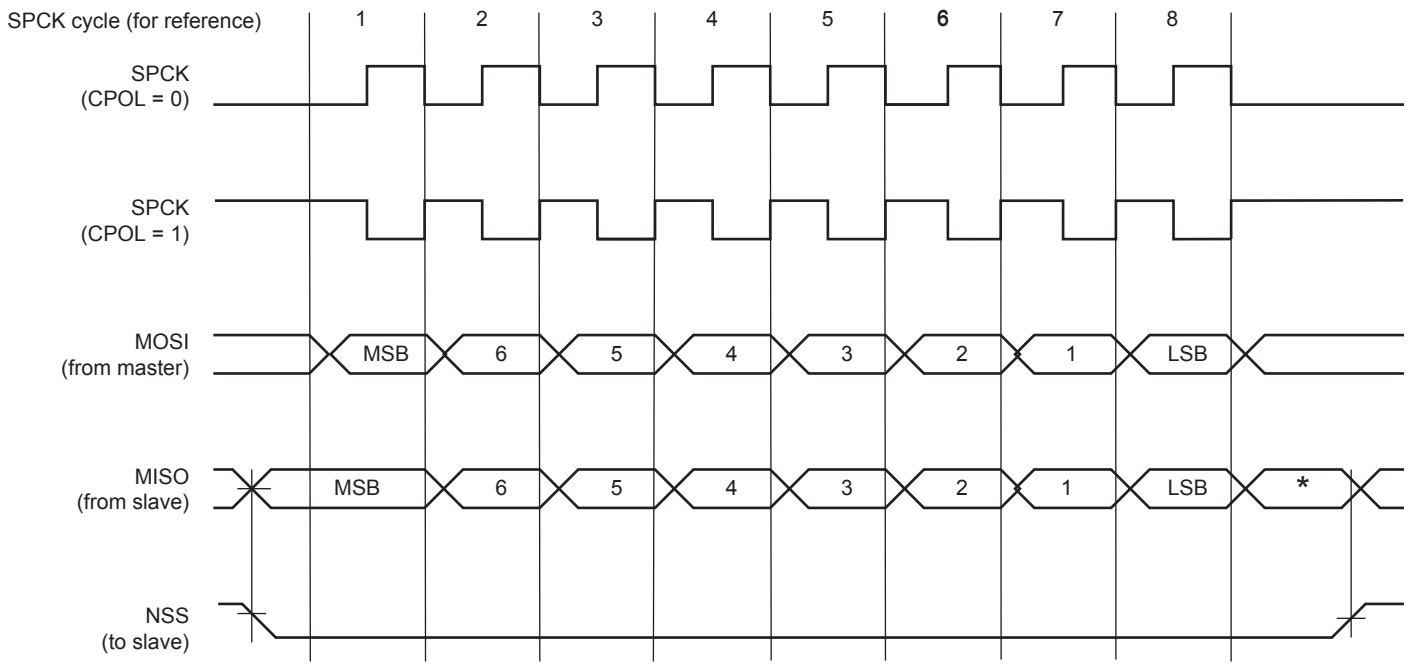 SPCK cycle (for reference) 1 2 3 4 5 6 7 8
SPCK
(CPOL = 0)
SPCK
(CPOL = 1)
MOSI
(from master)
MSB 6 5 4 3 2 1 LSB
MISO
(from slave)
MSB 6 5 4 3 2 1 LSB *
NSS
(to slave)